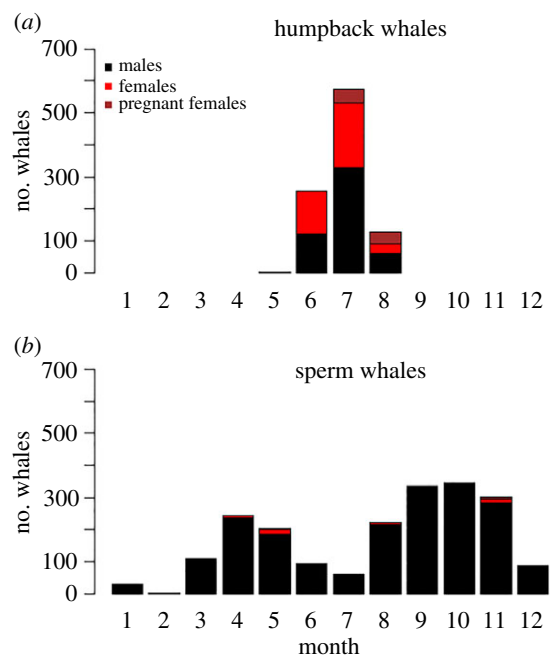 (a)
humpback whales
700
500
300
100
0
no. whales
males
females
pregnant females
1 2 3 4 5 6 7 8 9 10 11 12
(b)
sperm whales
700
500
300
100
0
no. whales
1 2 3 4 5 6 7 8 9 10 11 12
month